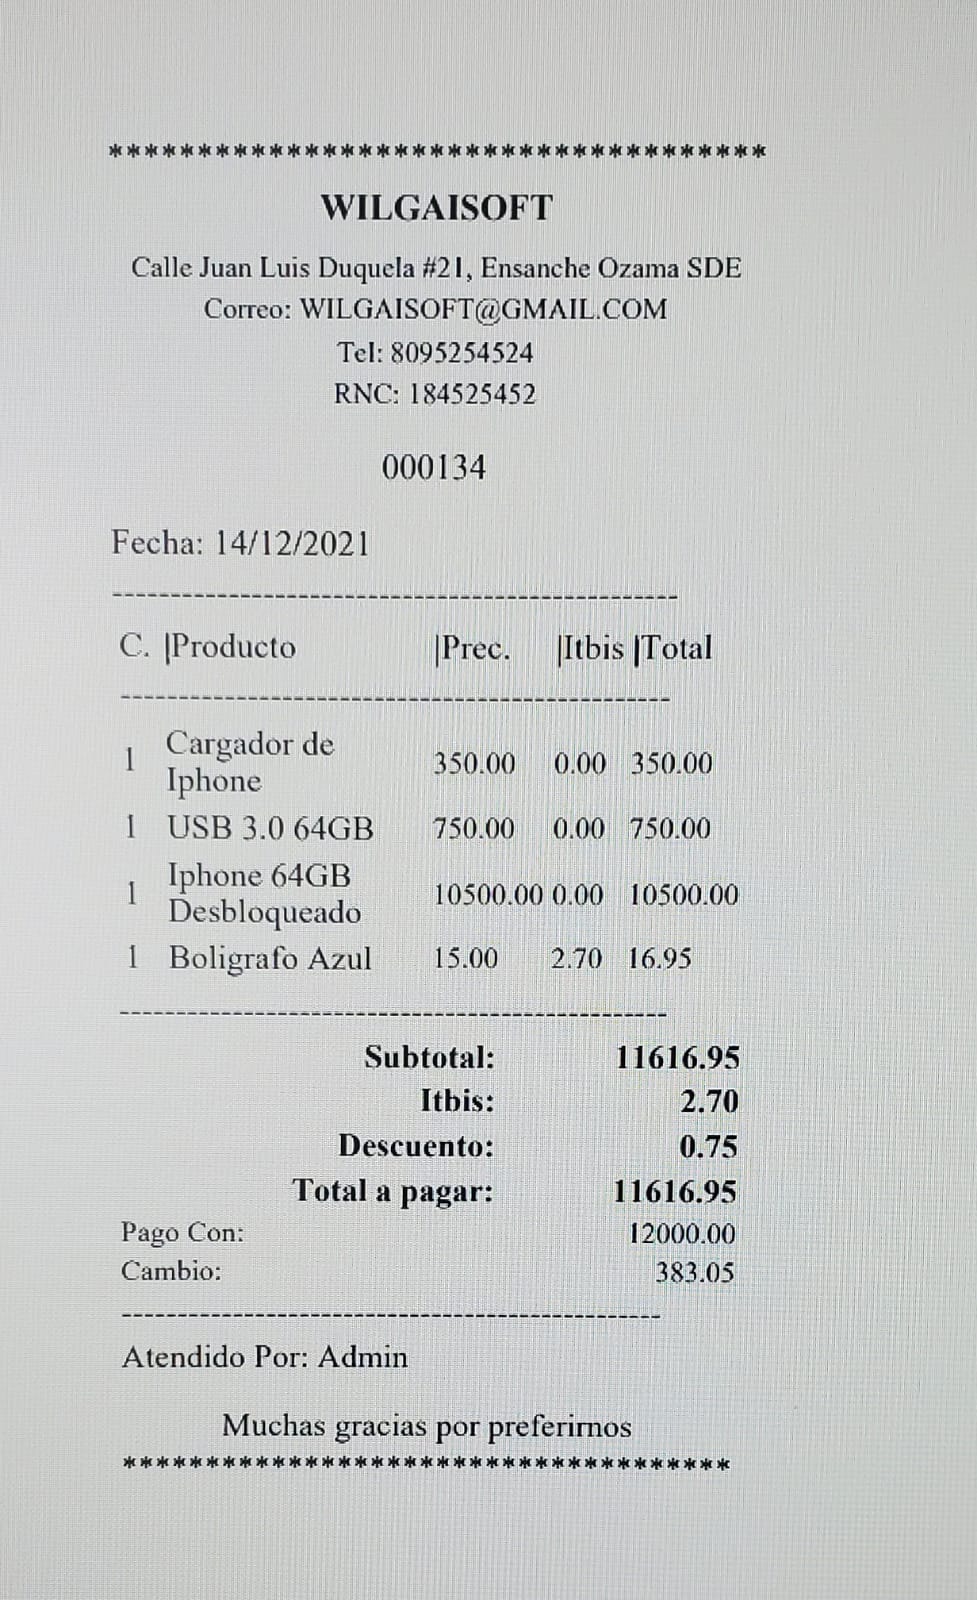 *************************************
WILGAISOFT
Calle Juan Luis Duquela #21, Ensanche Ozama SDE
Correo: WILGAISOFT@GMAIL.COM
Tel: 8095254524
RNC: 184525452
000134
Fecha: 14/12/2021
------------------------------------------------
C. |Producto |Prec. |Itbis |Total
------------------------------------------------
1 Cargador de Iphone 350.00 0.00 350.00
1 USB 3.0 64GB 750.00 0.00 750.00
1 Iphone 64GB Desbloqueado 10500.00 0.00 10500.00
1 Boligrafo Azul 15.00 2.70 16.95
------------------------------------------------
Subtotal: 11616.95
Itbis: 2.70
Descuento: 0.75
Total a pagar: 11616.95
Pago Con: 12000.00
Cambio: 383.05
------------------------------------------------
Atendido Por: Admin
Muchas gracias por preferirnos
*************************************